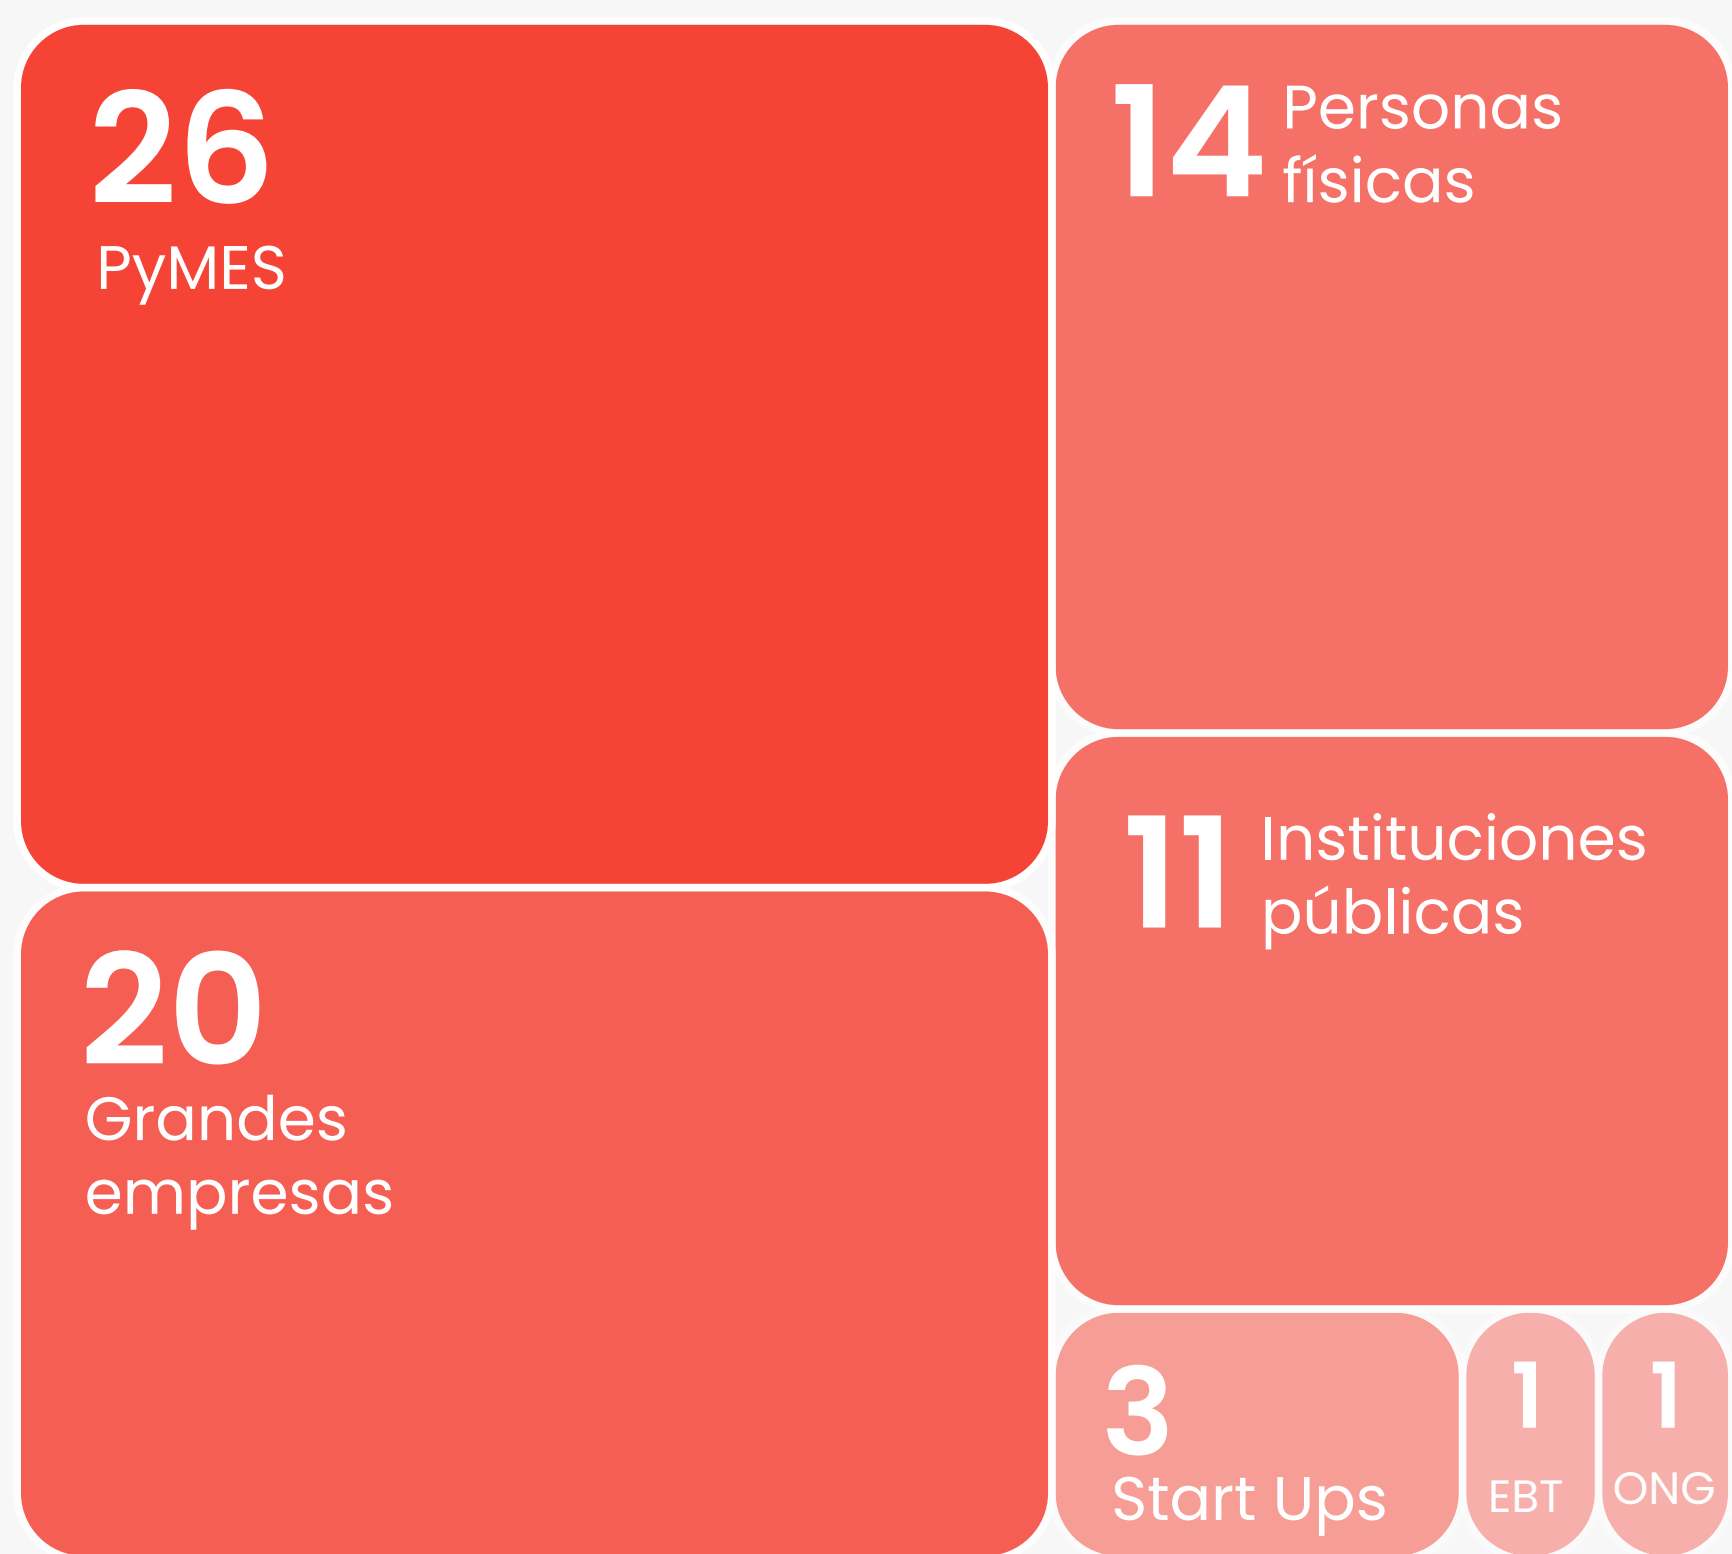 26
PyMES
14 Personas
físicas
20
Grandes
empresas
11 Instituciones
públicas
3
Start Ups
1
EBT
1
ONG